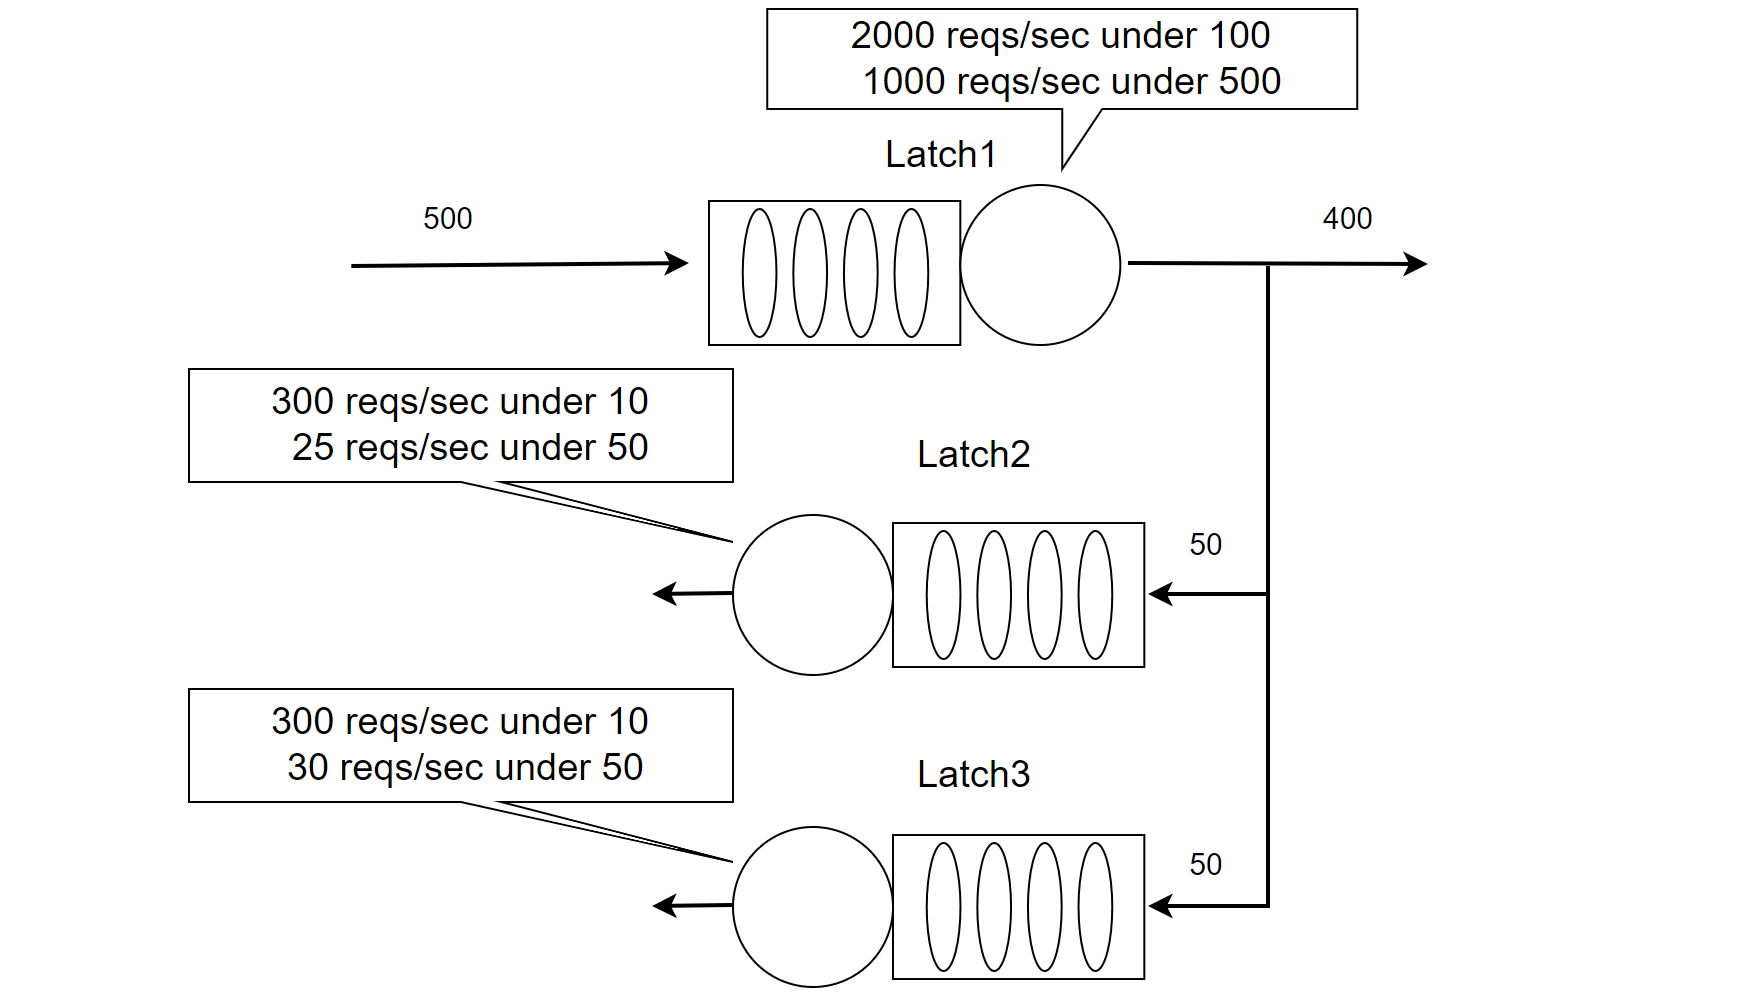 2000 reqs/sec under 100
1000 reqs/sec under 500
Latch1
500
400
300 reqs/sec under 10
25 reqs/sec under 50
Latch2
50
300 reqs/sec under 10
30 reqs/sec under 50
Latch3
50